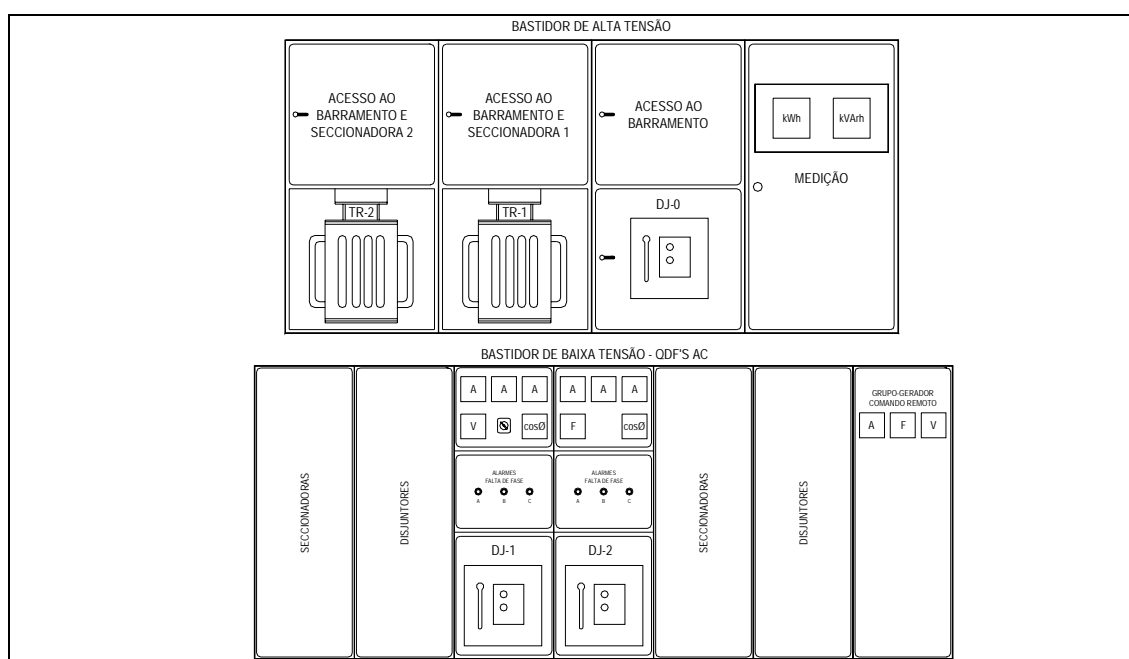 BASTIDOR DE ALTA TENSÃO
ACESSO AO
BARRAMENTO E
SECCIONADORA 2
ACESSO AO
BARRAMENTO E
SECCIONADORA 1
ACESSO AO
BARRAMENTO
kWh
kVArh
MEDIÇÃO
TR-2
TR-1
DJ-0
BASTIDOR DE BAIXA TENSÃO - QDF'S AC
SECCIONADORAS
DISJUNTORES
A A A
V cosØ
ALARMES
FALTA DE FASE
A B C
DJ-1
A A A
F cosØ
ALARMES
FALTA DE FASE
A B C
DJ-2
SECCIONADORAS
DISJUNTORES
GRUPO-GERADOR
COMANDO REMOTO
A F V